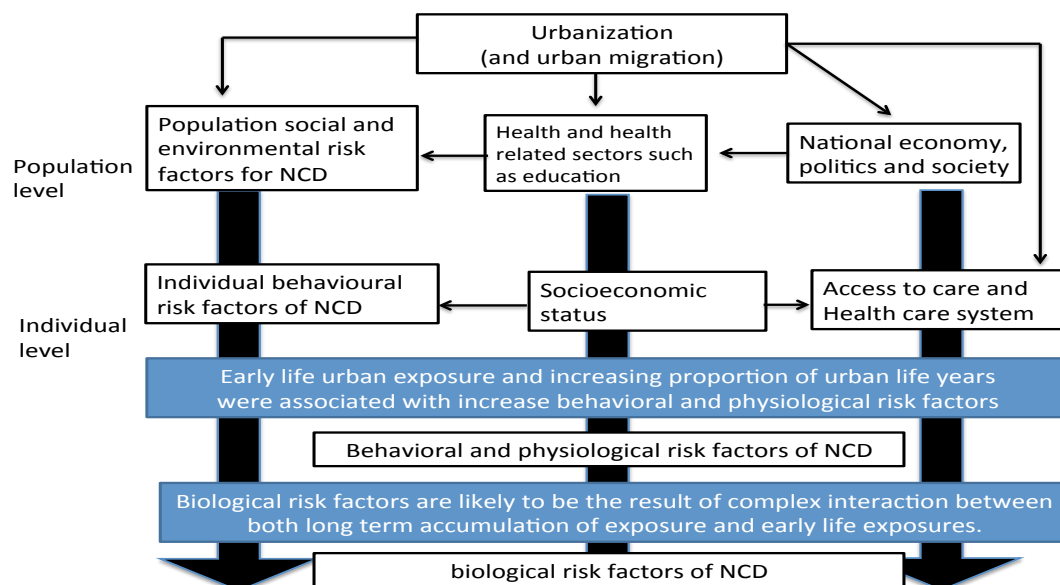 Urbanization
(and urban migration)
Population social and
environmental risk
factors for NCD
Health and health
related sectors such
as education
National economy,
politics and society
Population
level
Individual behavioural
risk factors of NCD
Socioeconomic
status
Access to care and
Health care system
Individual
level
Early life urban exposure and increasing proportion of urban life years
were associated with increase behavioral and physiological risk factors
Behavioral and physiological risk factors of NCD
Biological risk factors are likely to be the result of complex interaction between
both long term accumulation of exposure and early life exposures.
biological risk factors of NCD